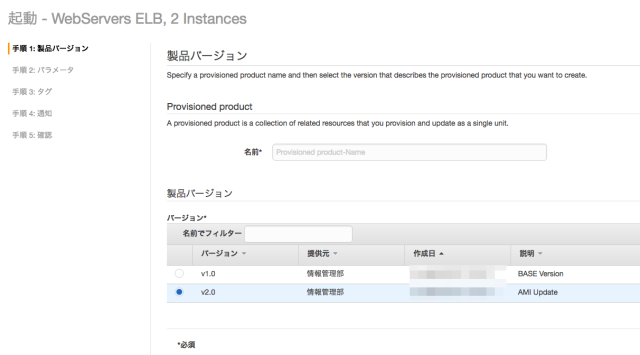 起動 - WebServers ELB, 2 Instances
手順 1: 製品バージョン
手順 2: パラメータ
手順 3: タグ
手順 4: 通知
手順 5: 確認
製品バージョン
Specify a provisioned product name and then select the version that describes the provisioned product that you want to create.
Provisioned product
A provisioned product is a collection of related resources that you provision and update as a single unit.
名前* Provisioned product-Name
製品バージョン
バージョン*
名前でフィルター
バージョン 提供元 作成日 説明
v1.0 情報管理部 BASE Version
v2.0 情報管理部 AMI Update
*必須